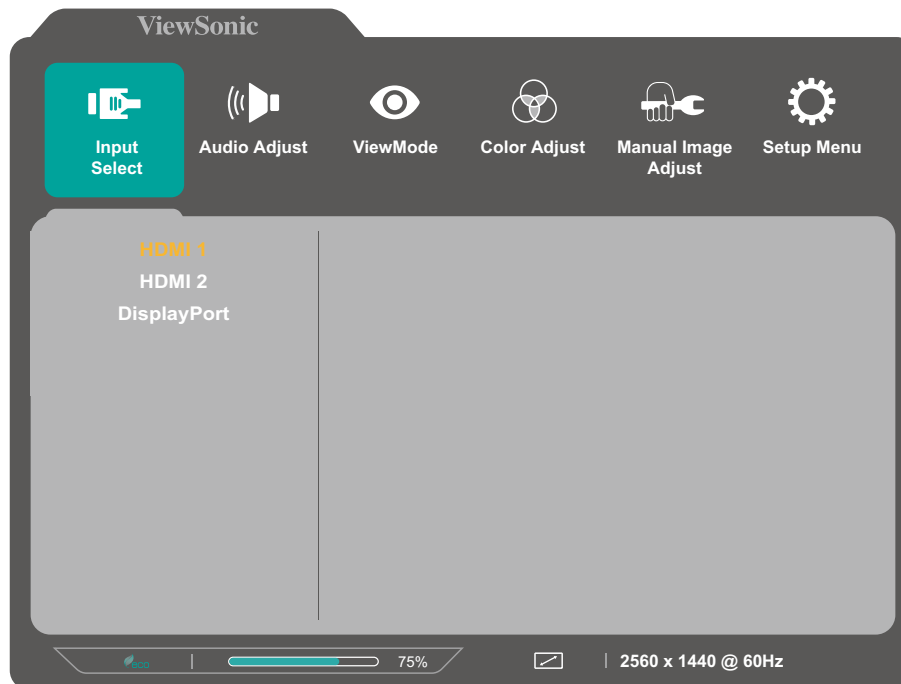 ViewSonic
Input
Select
Audio Adjust
ViewMode
Color Adjust
Manual Image
Adjust
Setup Menu
HDMI 1
HDMI 2
DisplayPort
eco
75%
2560 x 1440 @ 60Hz